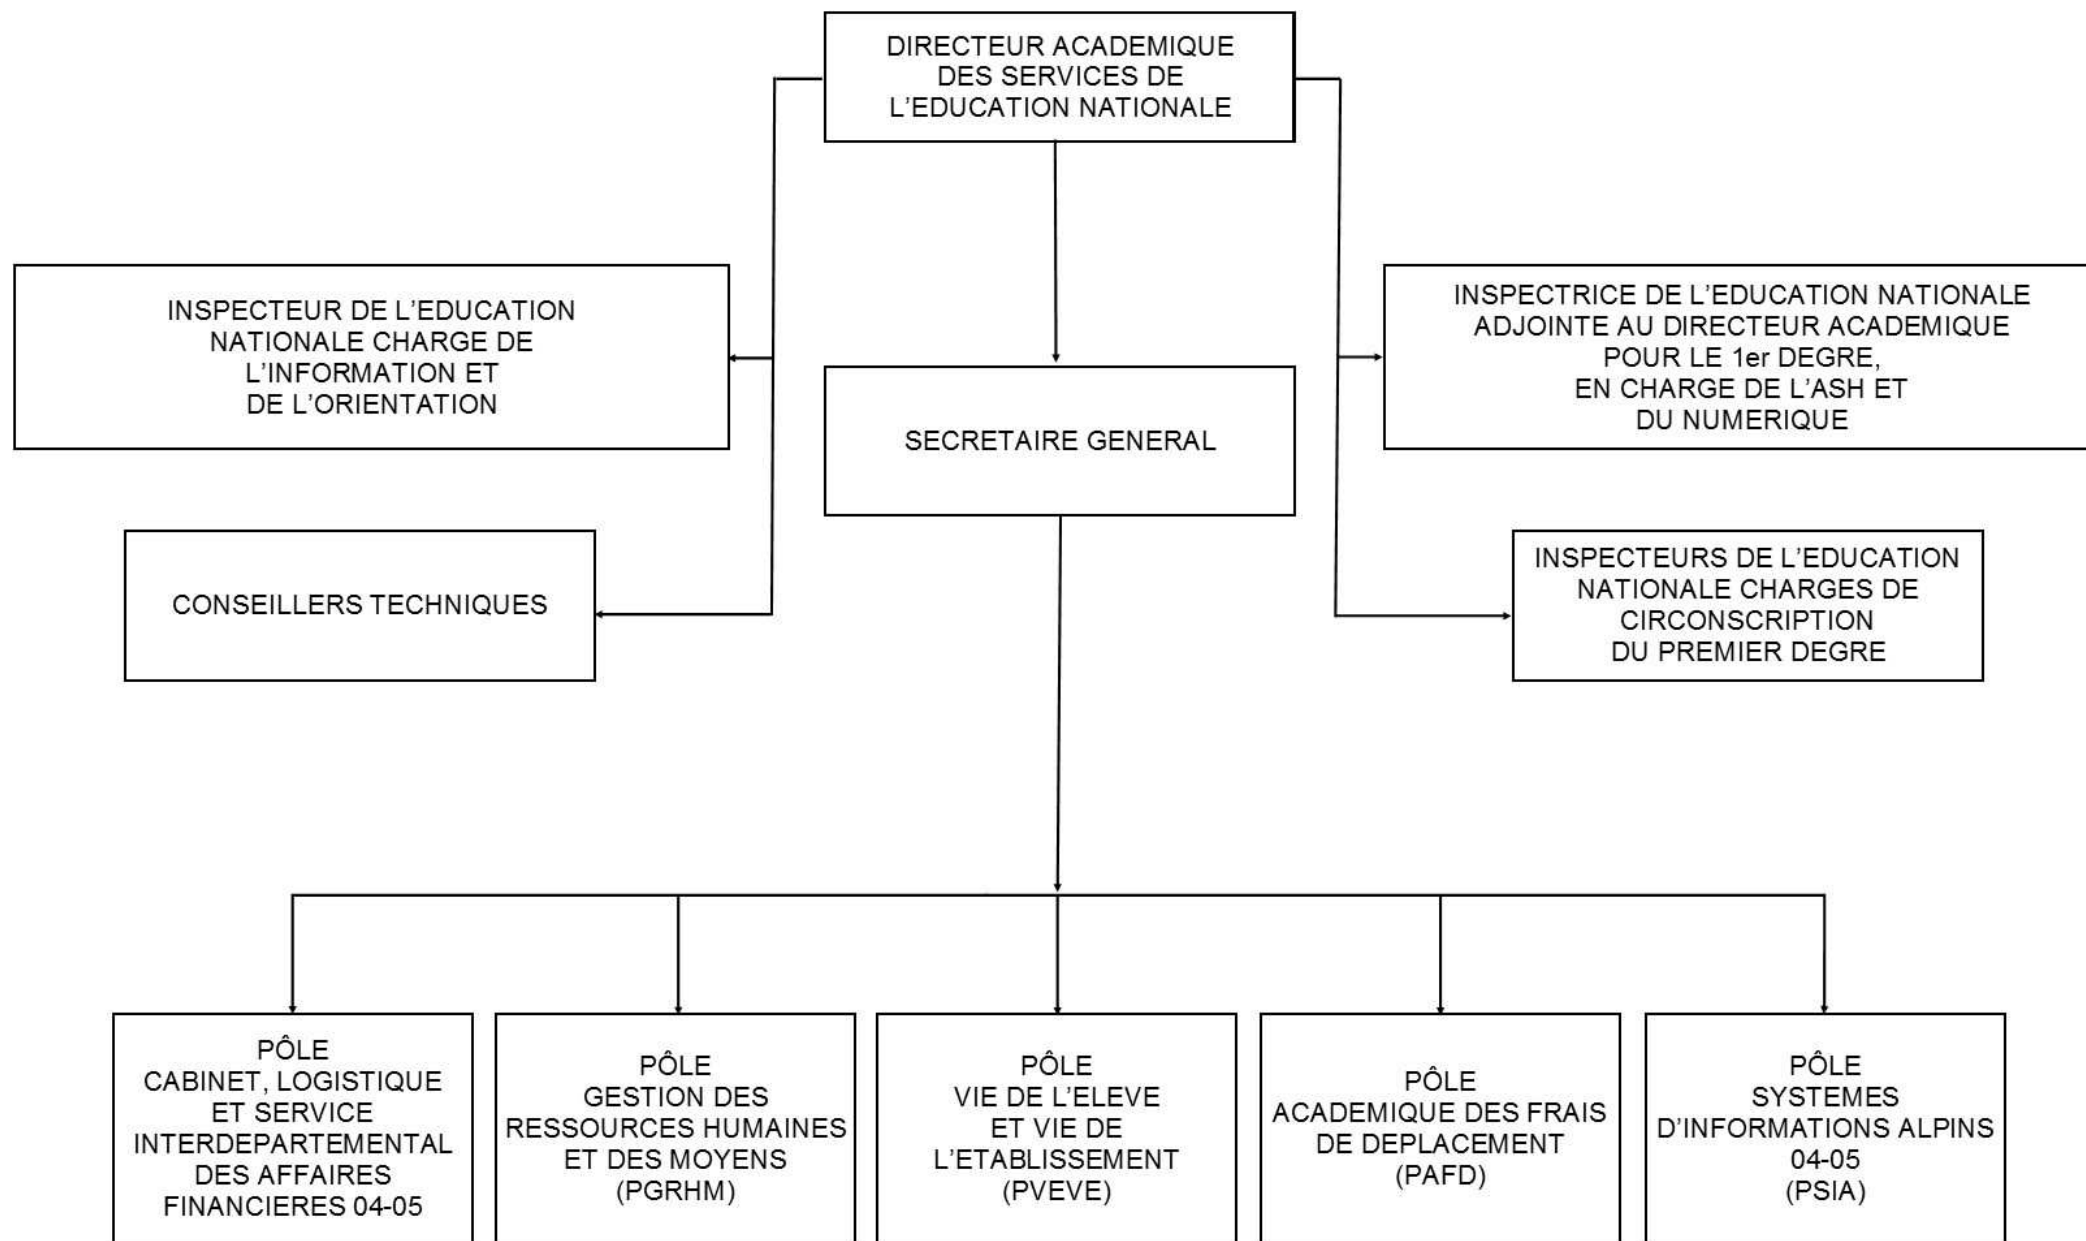 DIRECTEUR ACADEMIQUE
DES SERVICES DE
L’EDUCATION NATIONALE
INSPECTEUR DE L’EDUCATION
NATIONALE CHARGE DE
L’INFORMATION ET
DE L’ORIENTATION
INSPECTRICE DE L’EDUCATION NATIONALE
ADJOINTE AU DIRECTEUR ACADEMIQUE
POUR LE 1er DEGRE,
EN CHARGE DE L’ASH ET
DU NUMERIQUE
SECRETAIRE GENERAL
CONSEILLERS TECHNIQUES
INSPECTEURS DE L’EDUCATION
NATIONALE CHARGES DE
CIRCONSCRIPTION
DU PREMIER DEGRE
PÔLE
CABINET, LOGISTIQUE
ET SERVICE
INTERDEPARTEMENTAL
DES AFFAIRES
FINANCIERES 04-05
PÔLE
GESTION DES
RESSOURCES HUMAINES
ET DES MOYENS
(PGRHM)
PÔLE
VIE DE L’ELEVE
ET VIE DE
L’ETABLISSEMENT
(PVEVE)
PÔLE
ACADEMIQUE DES FRAIS
DE DEPLACEMENT
(PAFD)
PÔLE
SYSTEMES
D’INFORMATIONS ALPINS
04-05
(PSIA)